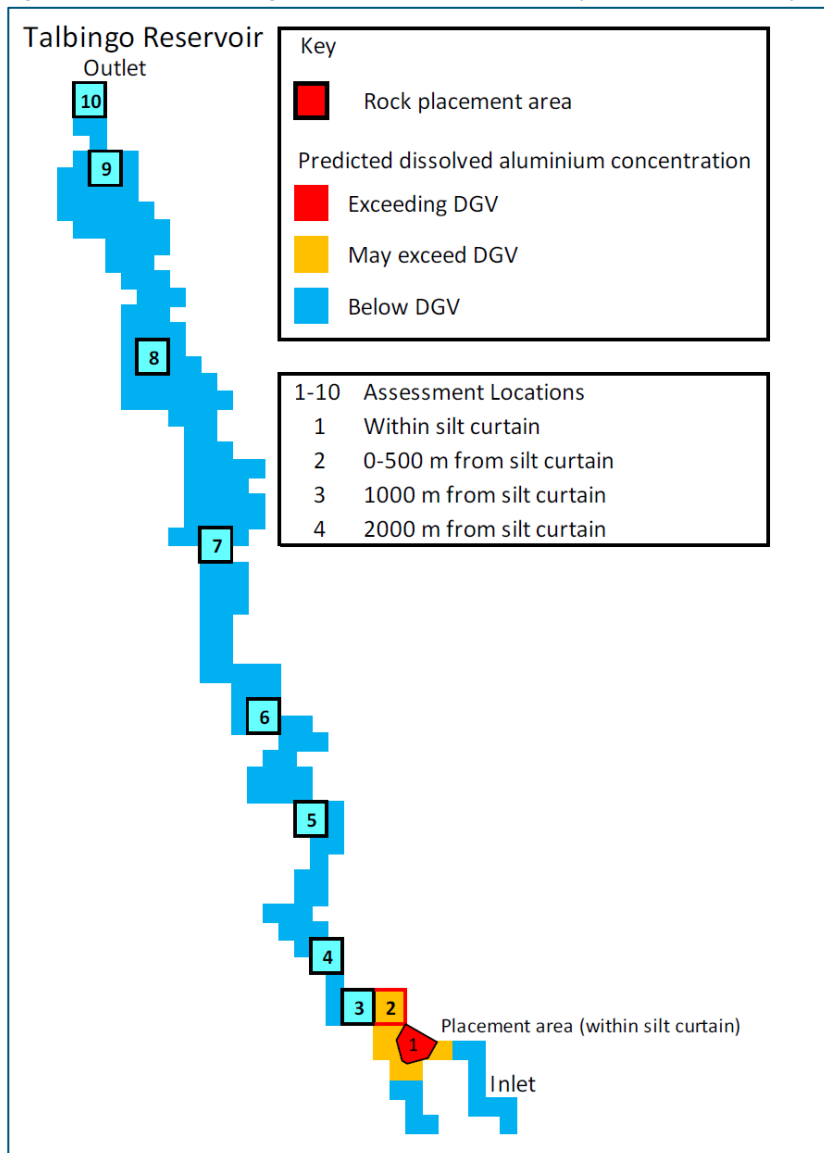 Talbingo Reservoir
Outlet
Key
Rock placement area
Predicted dissolved aluminium concentration
Exceeding DGV
May exceed DGV
Below DGV
1-10 Assessment Locations
1 Within silt curtain
2 0-500 m from silt curtain
3 1000 m from silt curtain
4 2000 m from silt curtain
10
9
8
7
6
5
4
3 2
Placement area (within silt curtain)
1
Inlet